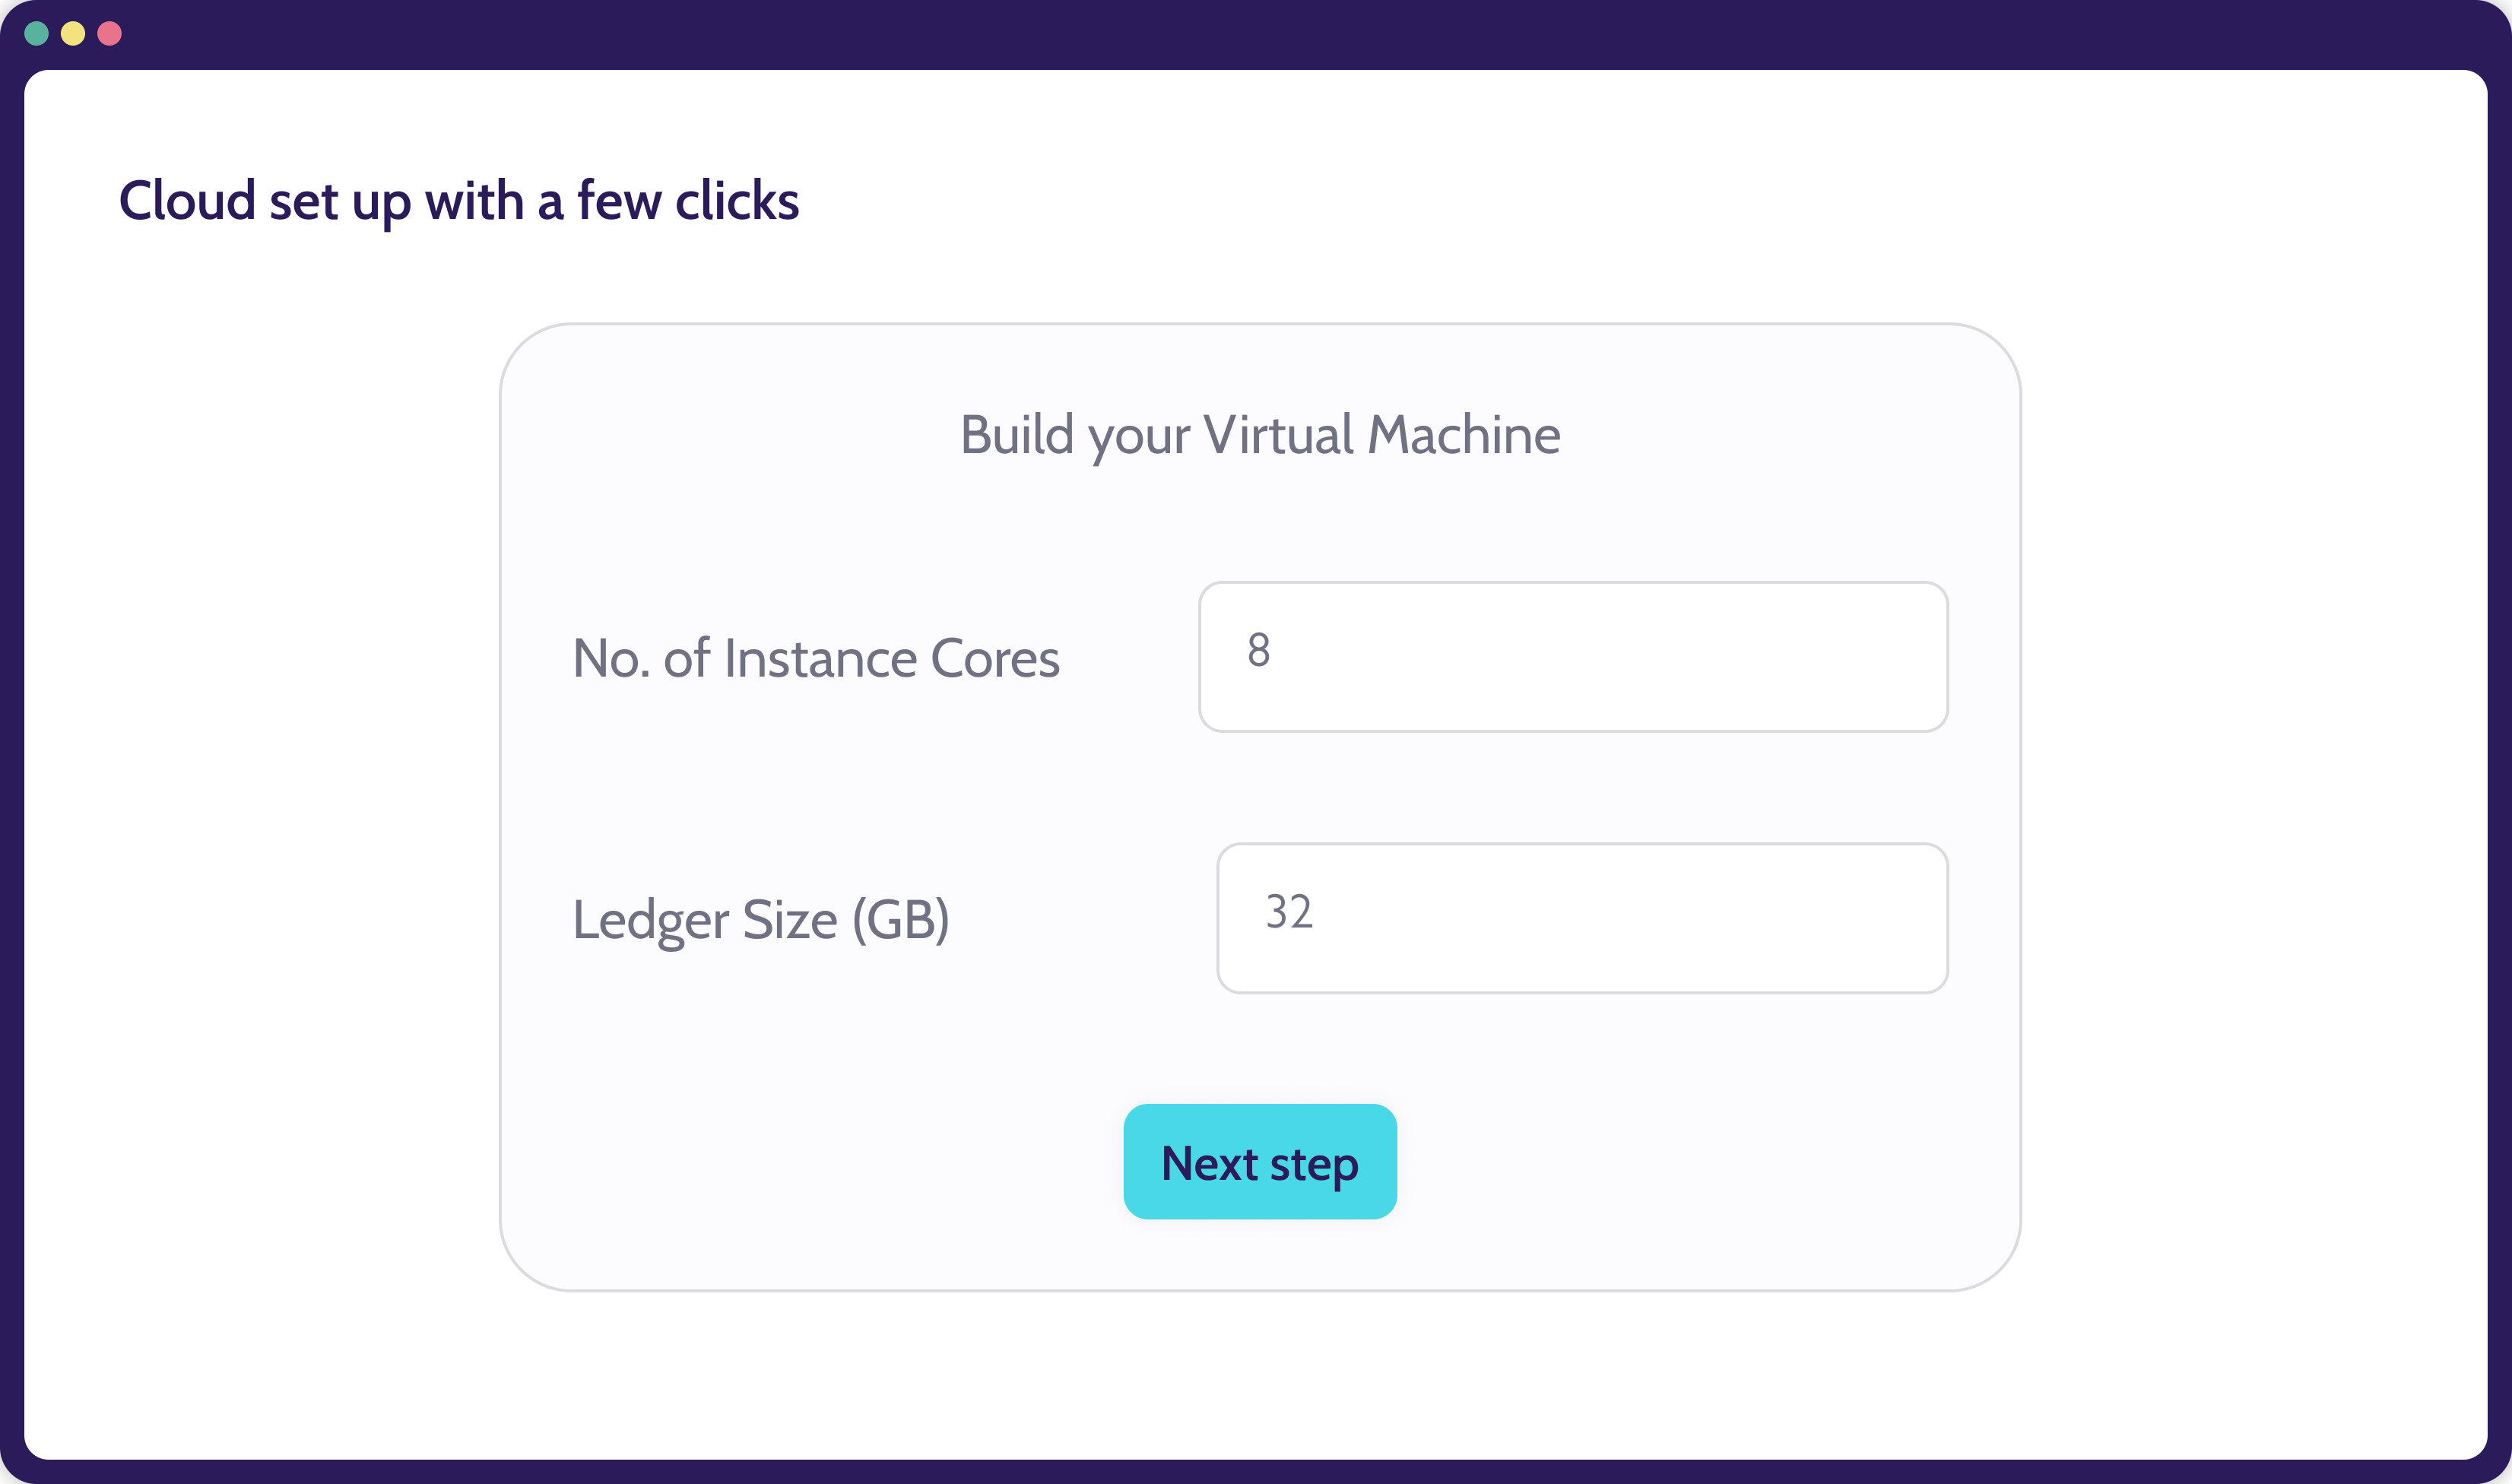 Cloud set up with a few clicks
Build your Virtual Machine
No. of Instance Cores
8
Ledger Size (GB)
32
Next step